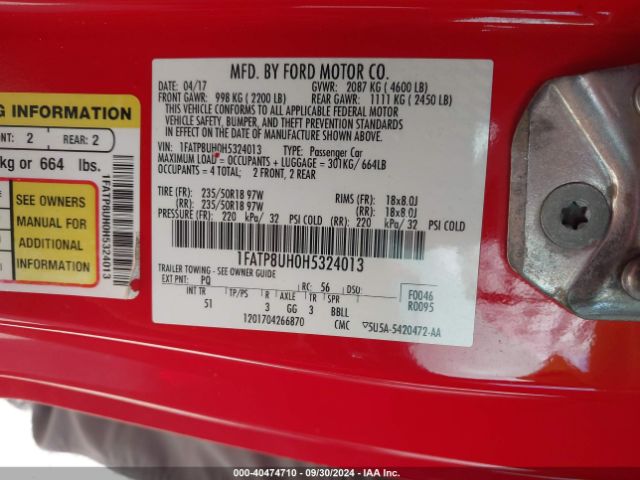 MFD. BY FORD MOTOR CO.
DATE: 04/17 GVWR: 2087 KG ( 4600 LB)
FRONT GAWR: 998 KG ( 2200 LB) REAR GAWR: 1111 KG ( 2450 LB)
THIS VEHICLE CONFORMS TO ALL APPLICABLE FEDERAL MOTOR
VEHICLE SAFETY, BUMPER, AND THEFT PREVENTION STANDARDS
IN EFFECT ON THE DATE OF MANUFACTURE SHOWN ABOVE.
VIN: 1FATP8UH0H5324013 TYPE: Passenger Car
MAXIMUM LOAD = OCCUPANTS + LUGGAGE = 301KG/ 664LB
OCCUPANTS = 4 TOTAL; 2 FRONT, 2 REAR
TIRE (FR): 235/50R18 97W RIMS (FR): 18x8.0J
(RR): 235/50R18 97W (RR): 18x8.0J
PRESSURE (FR): 220 kPa/ 32 PSI COLD (RR): 220 kPa/ 32 PSI COLD
1FATP8UH0H5324013
TRAILER TOWING - SEE OWNER GUIDE
EXT PNT: PQ RC: 56 DSO: F0046
INT TR TP/PS R AXLE TR SPR R0095
51 3 GG 3 BBLL
1201704266870 CMC 5U5A-5420472-AA
INFORMATION
2 REAR: 2
kg or 664 lbs.
SEE OWNERS
MANUAL FOR
ADDITIONAL
INFORMATION
1FATP8UH0H5324013
000-40474710 - 09/30/2024 - IAA Inc.